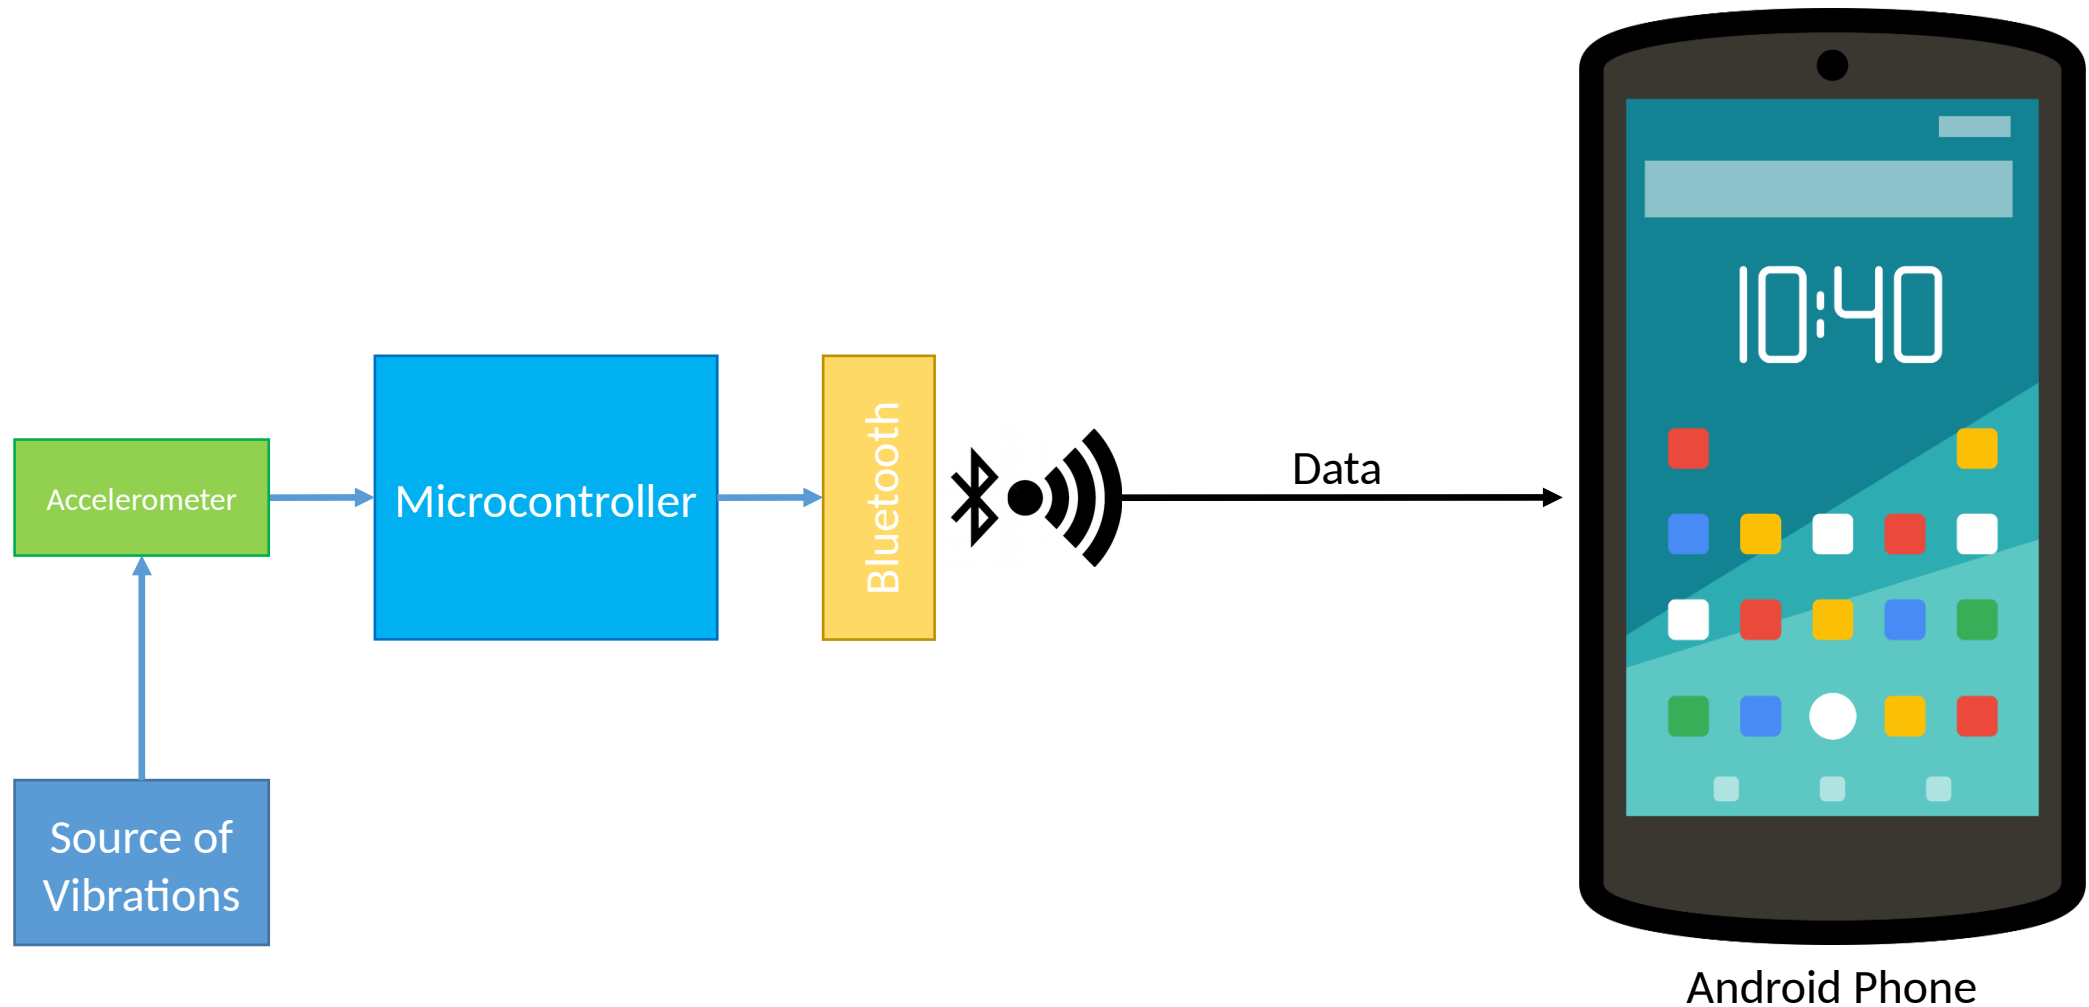 Accelerometer
Microcontroller
Bluetooth
Data
10:40
Source of
Vibrations
Android Phone